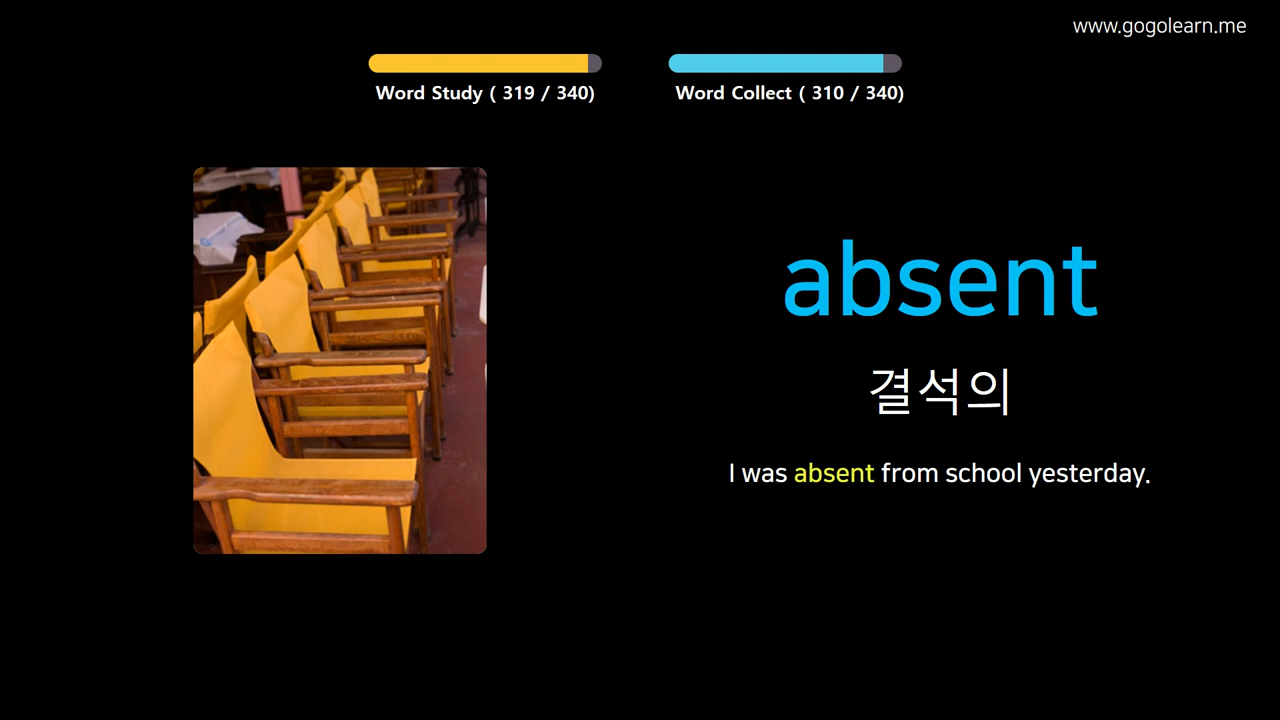 www.gogolearn.me
Word Study ( 319 / 340)
Word Collect ( 310 / 340)
absent
결석의
I was absent from school yesterday.